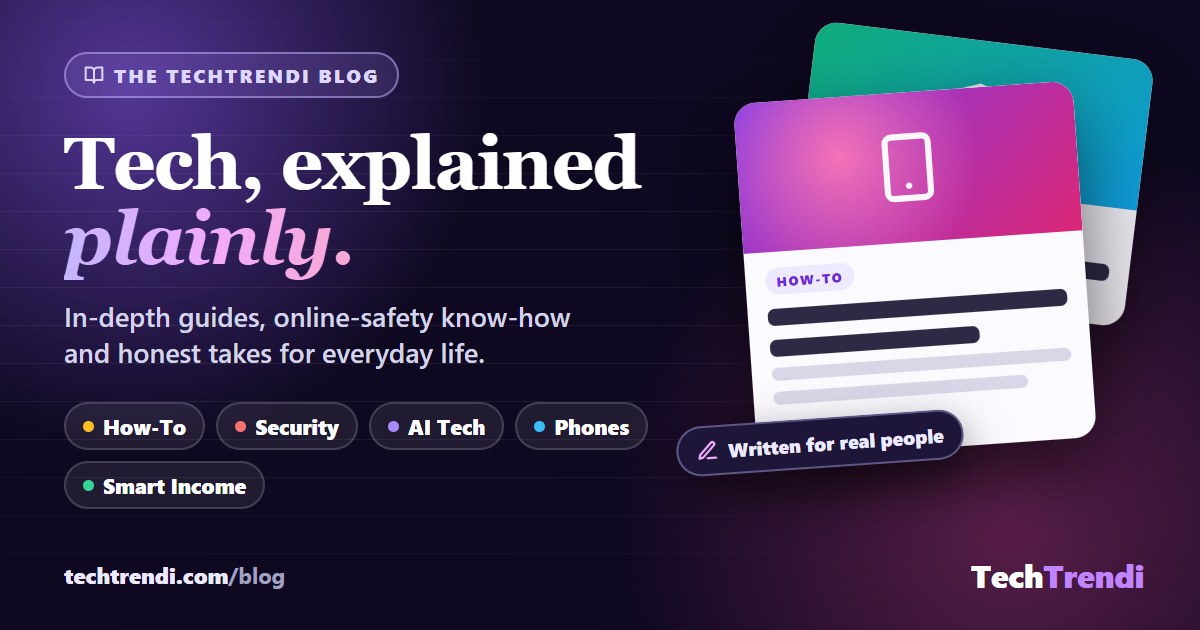 THE TECHTRENDI BLOG
Tech, explained
plainly.
In-depth guides, online-safety know-how
and honest takes for everyday life.
How-To
Security
AI Tech
Phones
Smart Income
HOW-TO
Written for real people
techtrendi.com/blog
TechTrendi